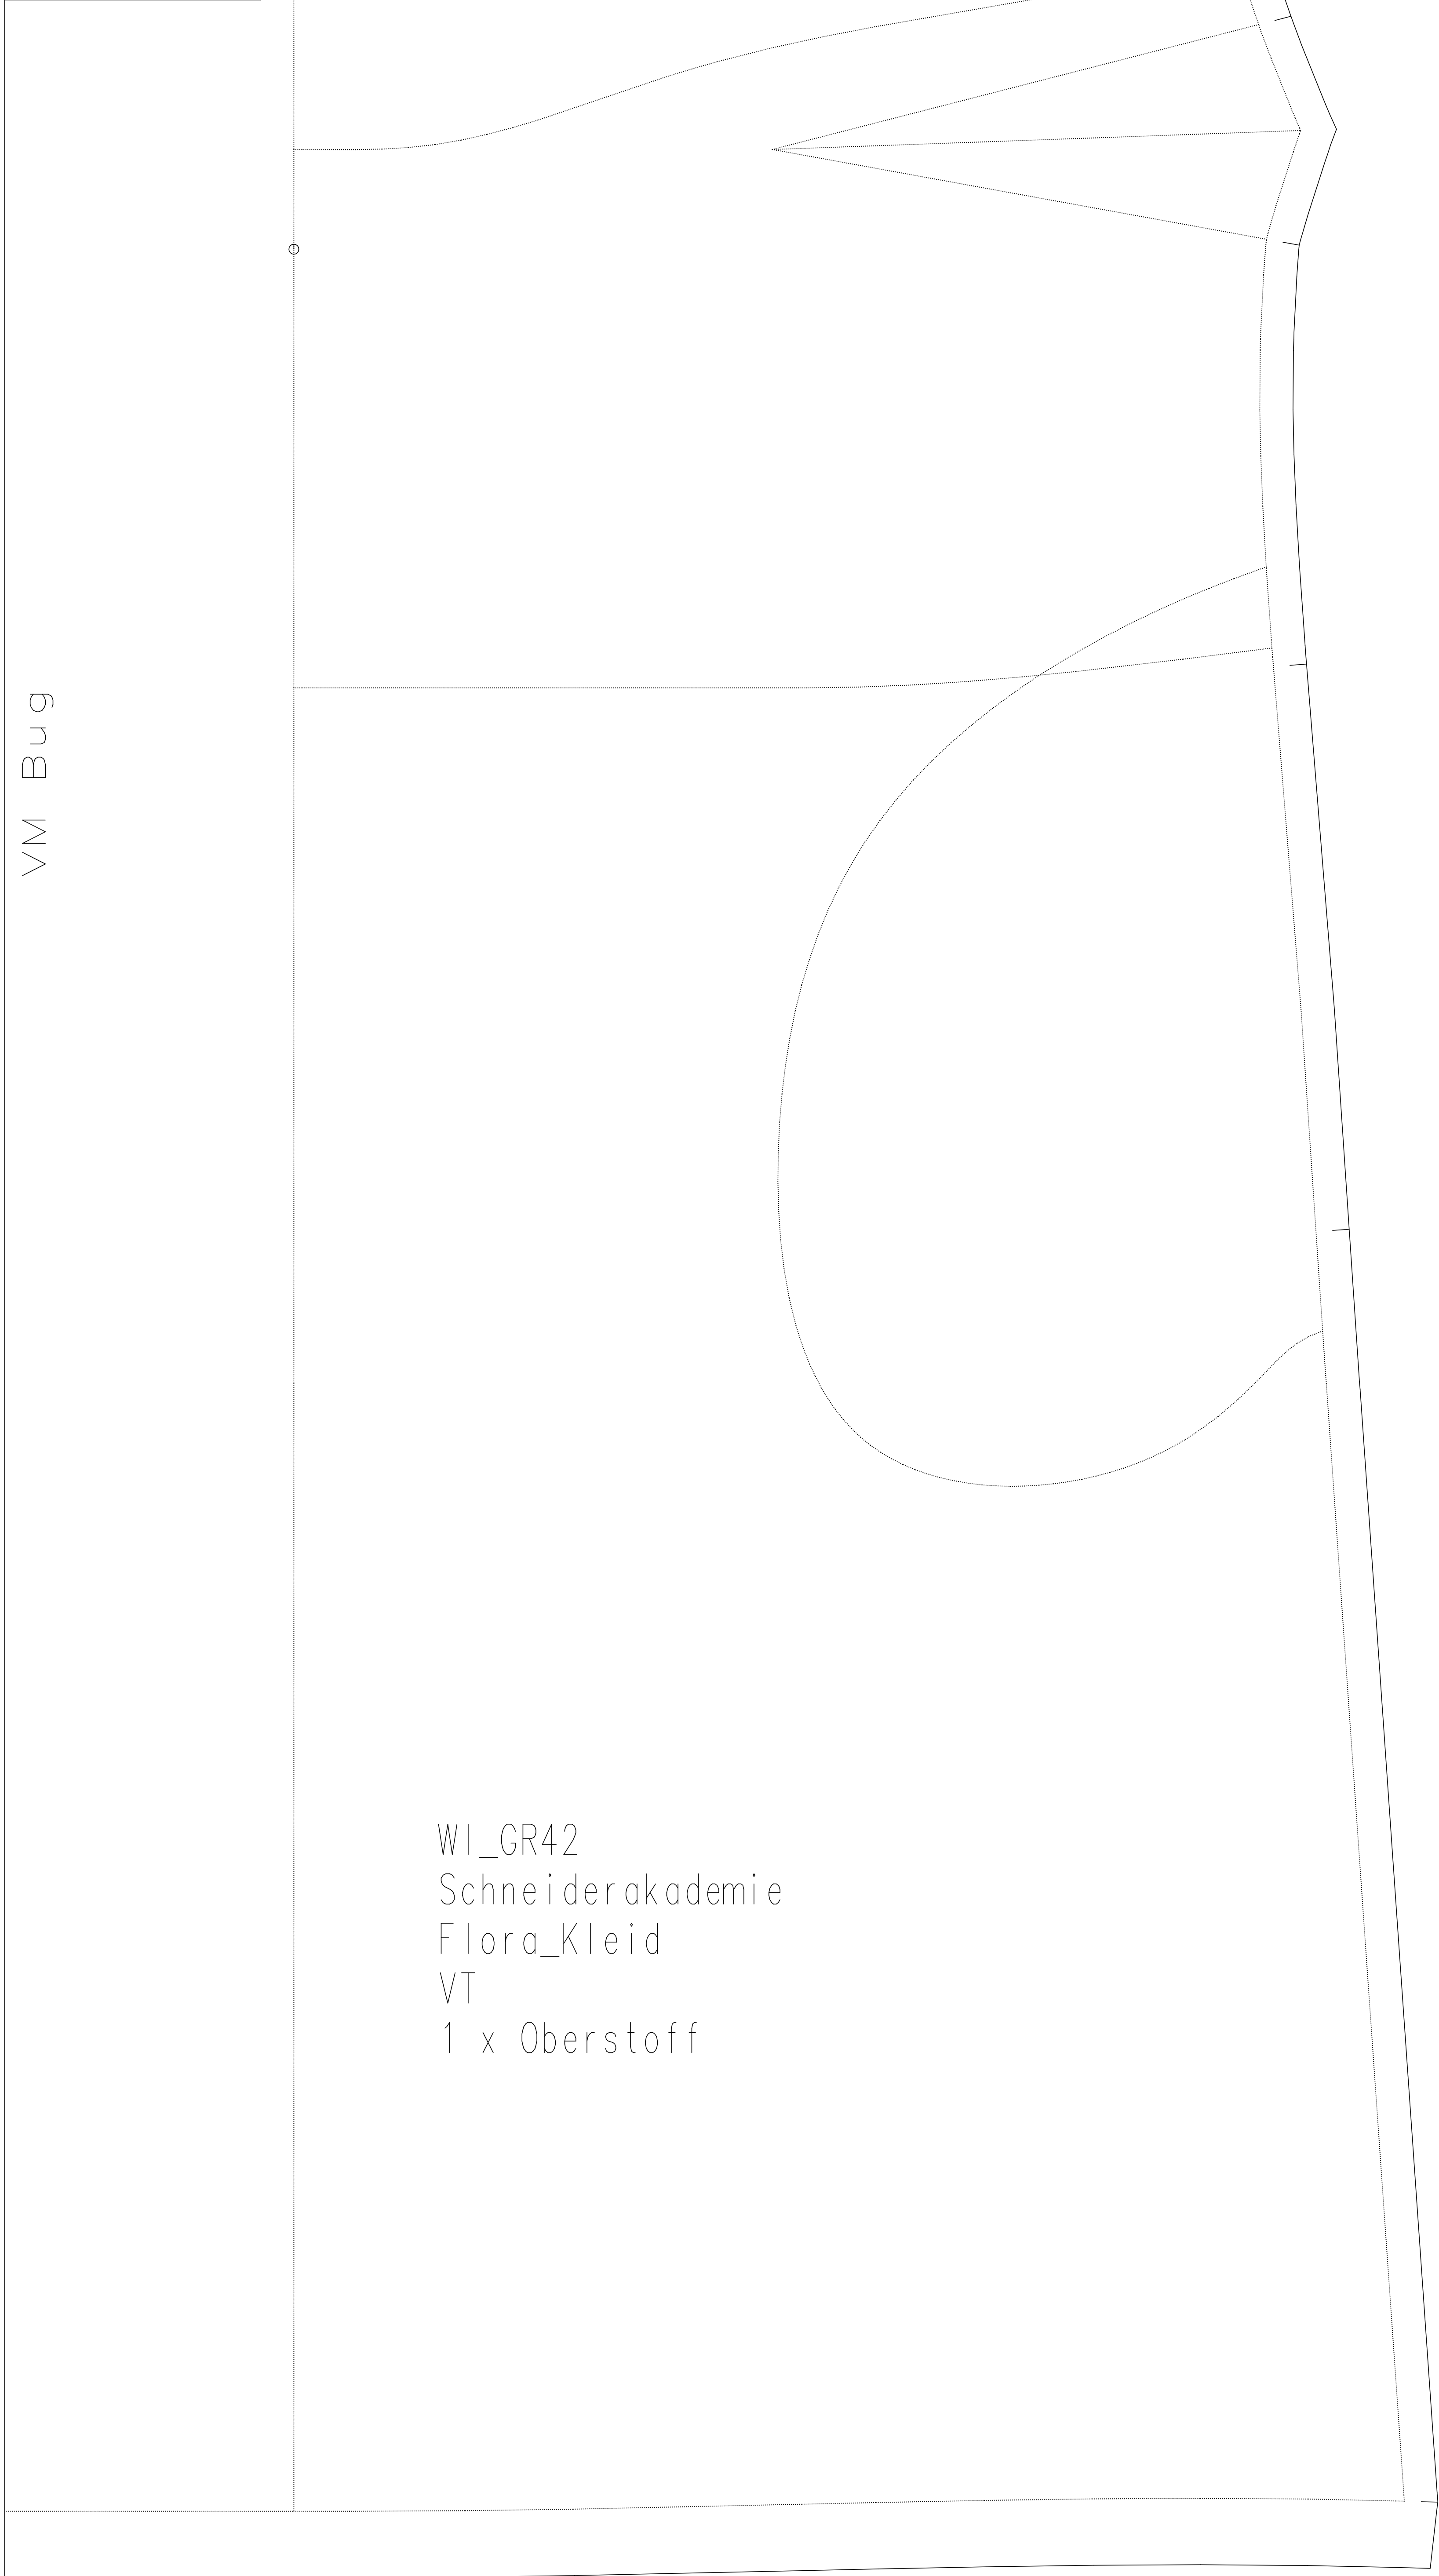 VM Bug
WI_GR42
Schneiderakademie
Flora_Kleid
VT
1 x Oberstoff